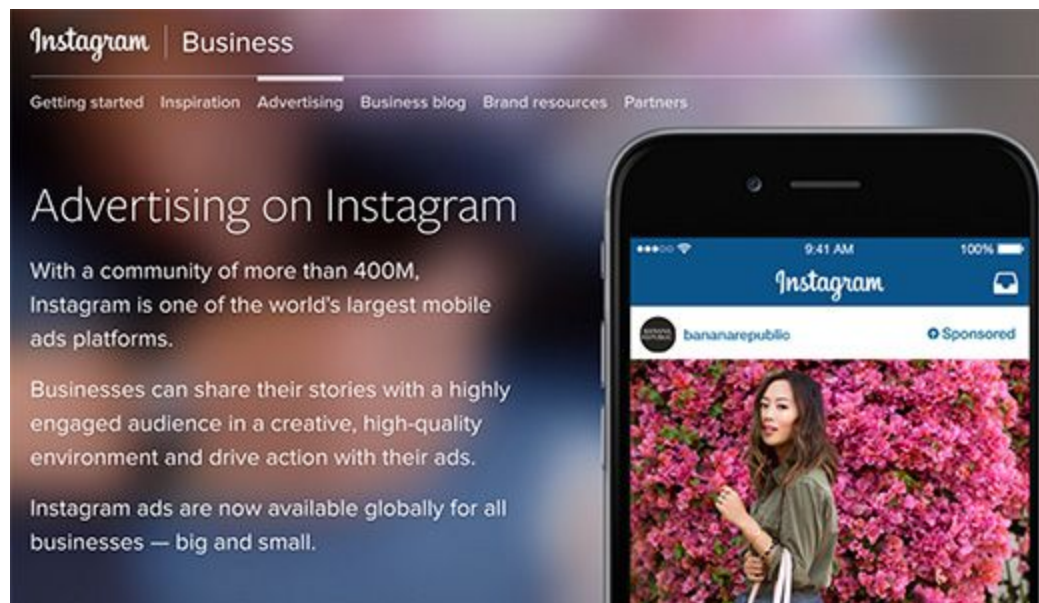 Instagram | Business
Getting started Inspiration Advertising Business blog Brand resources Partners
Advertising on Instagram
With a community of more than 400M,
Instagram is one of the world's largest mobile
ads platforms.
Businesses can share their stories with a highly
engaged audience in a creative, high-quality
environment and drive action with their ads.
Instagram ads are now available globally for all
businesses — big and small.
9:41 AM 100%
Instagram
BANANA
REPUBLIC
bananarepublic Sponsored